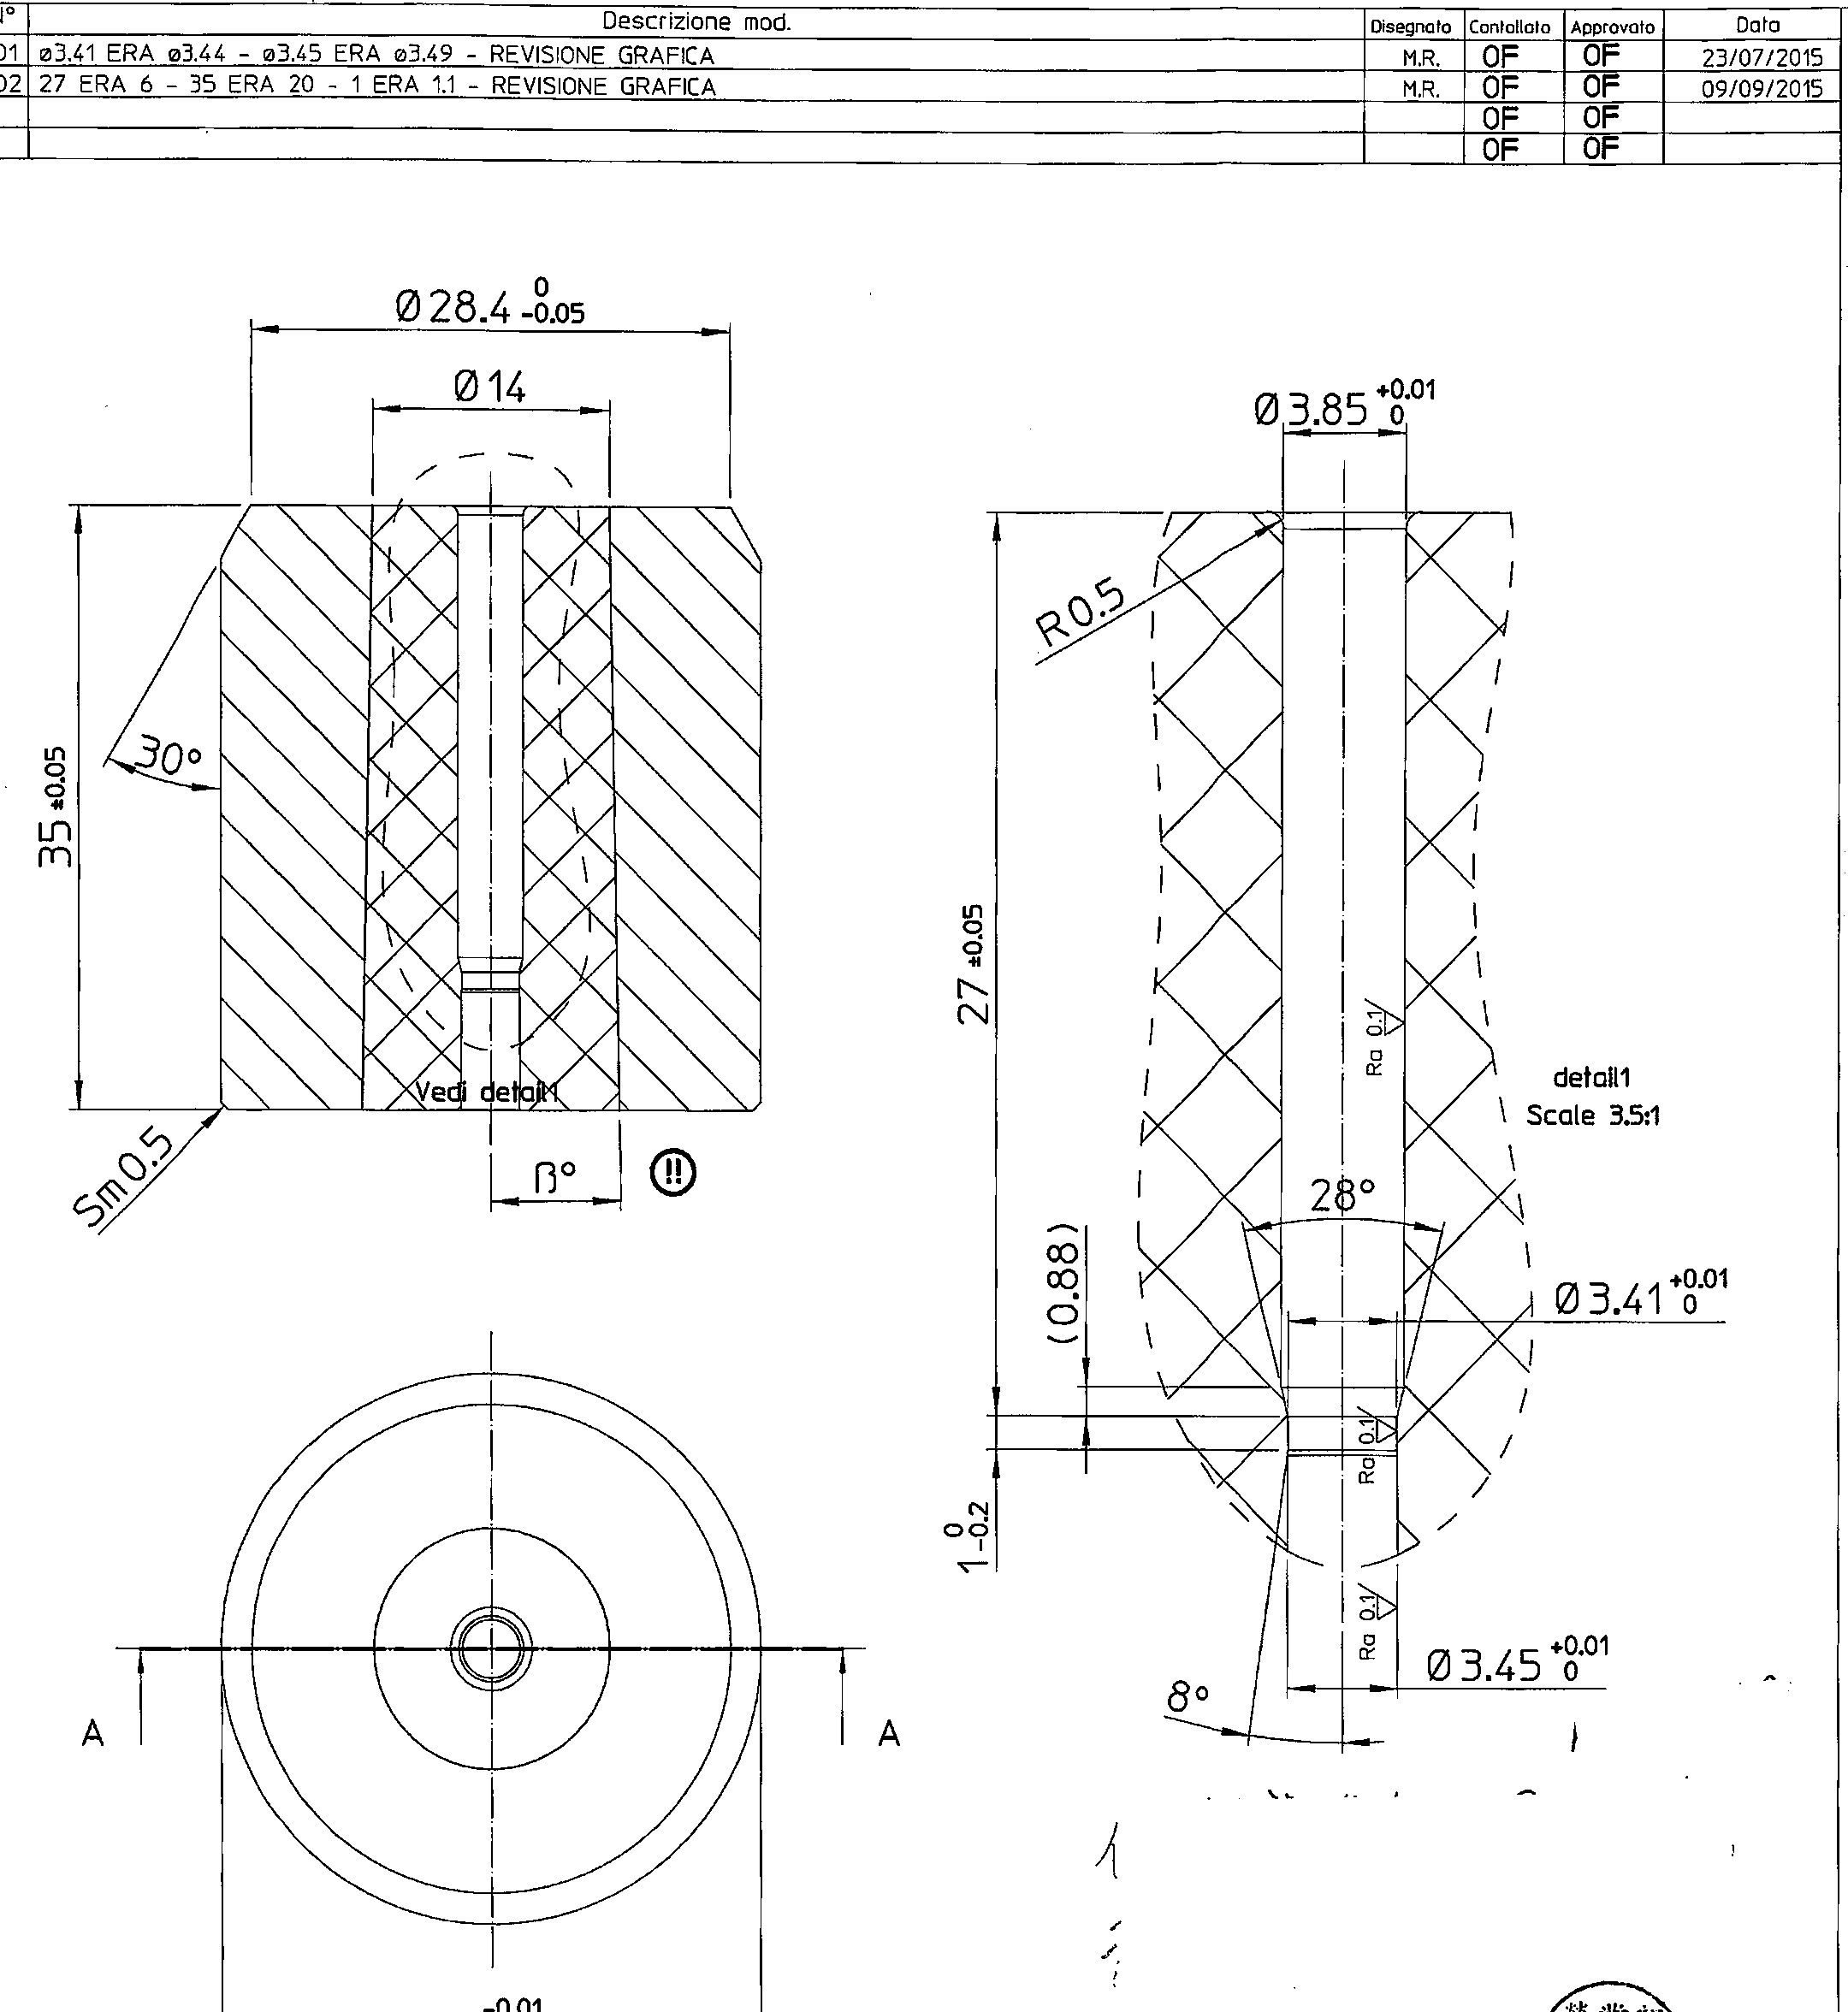 N° Descrizione mod. Disegnato Contollato Approvato Data
01 ø3.41 ERA ø3.44 - ø3.45 ERA ø3.49 - REVISIONE GRAFICA M.R. OF OF 23/07/2015
02 27 ERA 6 - 35 ERA 20 - 1 ERA 1.1 - REVISIONE GRAFICA M.R. OF OF 09/09/2015
OF OF
OF OF
Ø28.4 0 -0.05
Ø14
Ø3.85 +0.01 0
R0.5
30°
35 ±0.05
27 ±0.05
Ra 0.1
detail1
Scale 3.5:1
Vedi detail1
Sm0.5
ß°
!!
28°
(0.88)
Ø3.41 +0.01 0
Ra 0.1
1 0 -0.2
Ra 0.1
Ø3.45 +0.01 0
8°
A A
-0.01